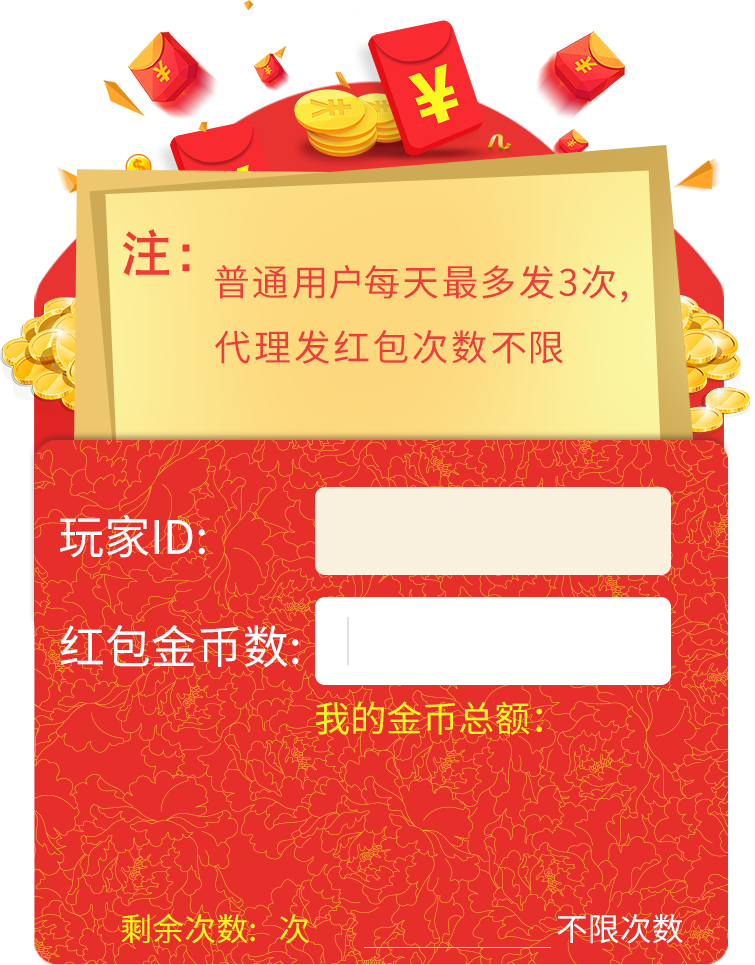 注：
普通用户每天最多发3次,
代理发红包次数不限
玩家ID:
红包金币数:
我的金币总额：
剩余次数: 次
不限次数